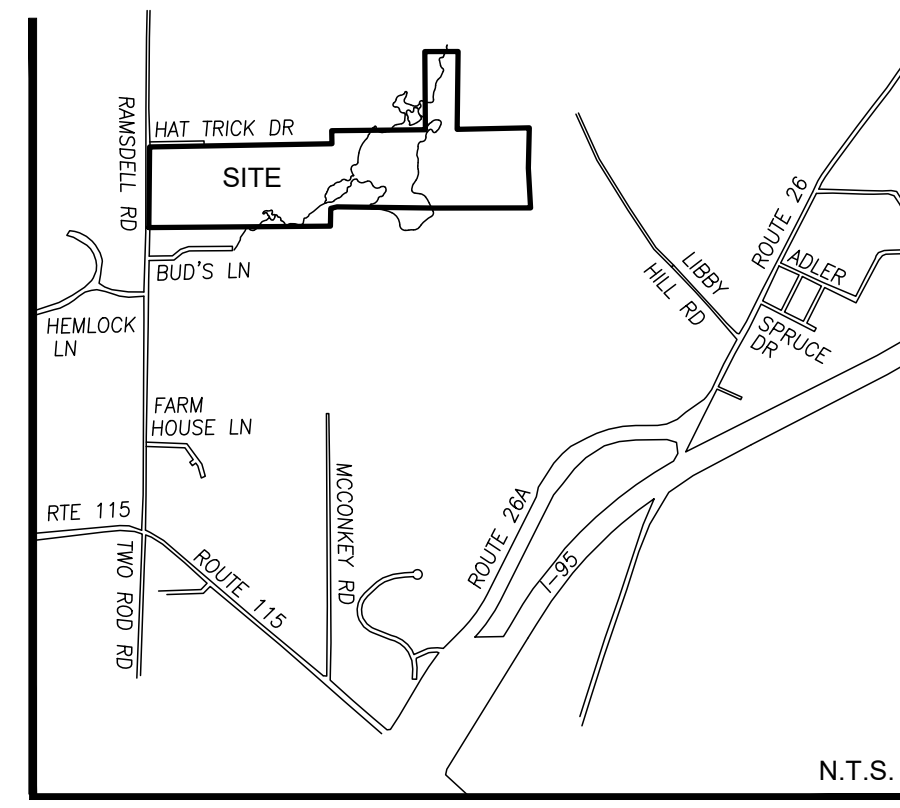 RAMSDELL RD
HAT TRICK DR
SITE
BUD'S LN
HEMLOCK
LN
LIBBY
HILL RD
ROUTE 26
ADLER
SPRUCE
DR
FARM
HOUSE LN
RTE 115
TWO ROD RD
ROUTE 115
MCCONKEY RD
ROUTE 26A
I-95
N.T.S.